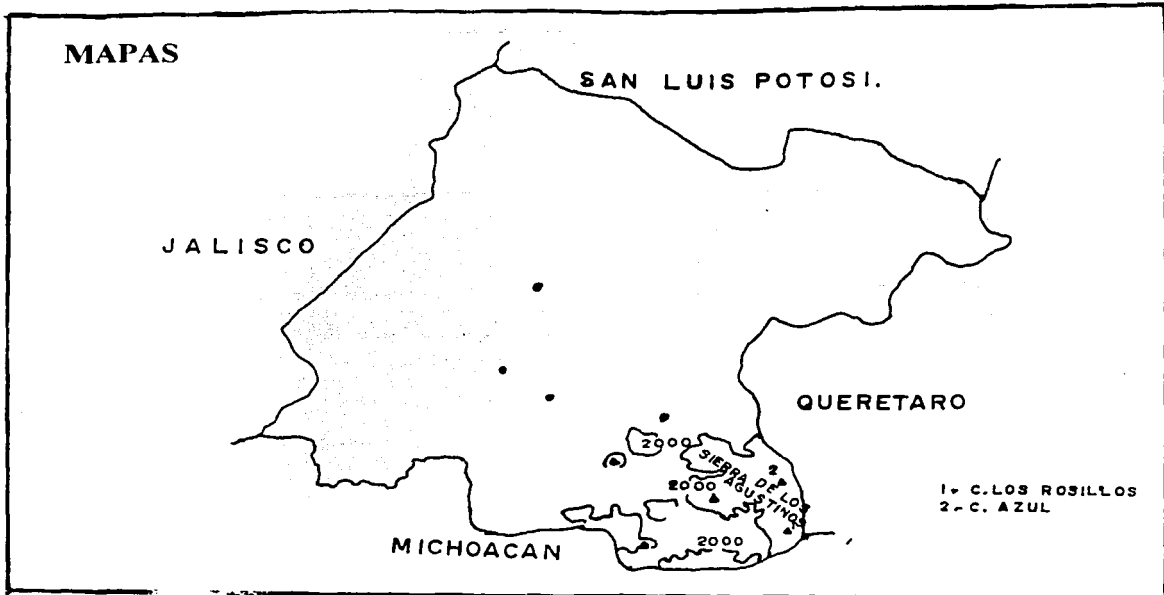 MAPAS
SAN LUIS POTOSI.
JALISCO
QUERETARO
2000
SIERRA DE LOS
AGUSTINOS
2
2000
1.- C. LOS ROSILLOS
2.- C. AZUL
MICHOACAN
2000